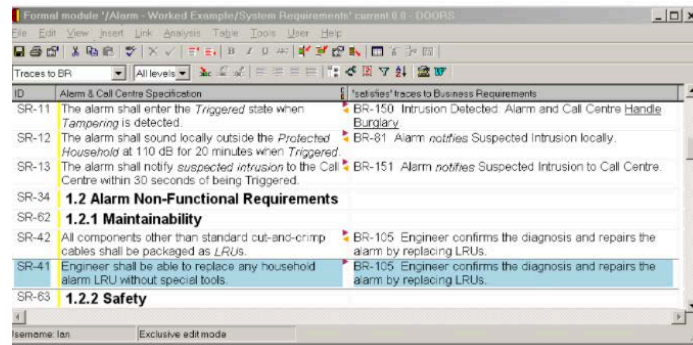 Formal module '/Alarm - Worked Example/System Requirements' current 0.0 - DOORS
File Edit View Insert Link Analysis Table Tools User Help
Traces to BR All levels
ID Alarm & Call Centre Specification 'satisfies' traces to Business Requirements
SR-11 The alarm shall enter the Triggered state when BR-150 Intrusion Detected: Alarm and Call Centre Handle
Tampering is detected. Burglary.
SR-12 The alarm shall sound locally outside the Protected BR-81 Alarm notifies Suspected Intrusion locally.
Household at 110 dB for 20 minutes when Triggered.
SR-13 The alarm shall notify suspected intrusion to the Call BR-151 Alarm notifies Suspected Intrusion to Call Centre.
Centre within 30 seconds of being Triggered.
SR-34 1.2 Alarm Non-Functional Requirements
SR-62 1.2.1 Maintainability
SR-42 All components other than standard cut-and-crimp BR-105 Engineer confirms the diagnosis and repairs the
cables shall be packaged as LRUs. alarm by replacing LRUs.
SR-41 Engineer shall be able to replace any household BR-105 Engineer confirms the diagnosis and repairs the
alarm LRU without special tools. alarm by replacing LRUs.
SR-63 1.2.2 Safety
Username: Ian Exclusive edit mode